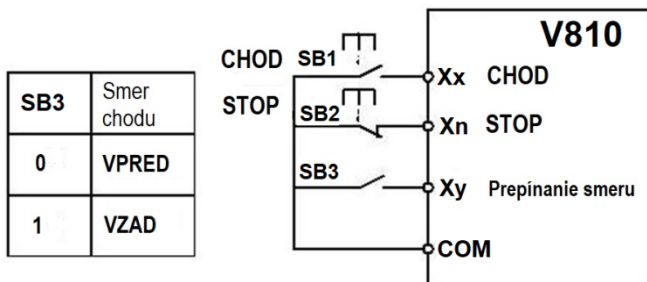 SB3 Smer chodu
0 VPRED
1 VZAD
V810
CHOD SB1 Xx CHOD
STOP SB2 Xn STOP
SB3 Xy Prepínanie smeru
COM